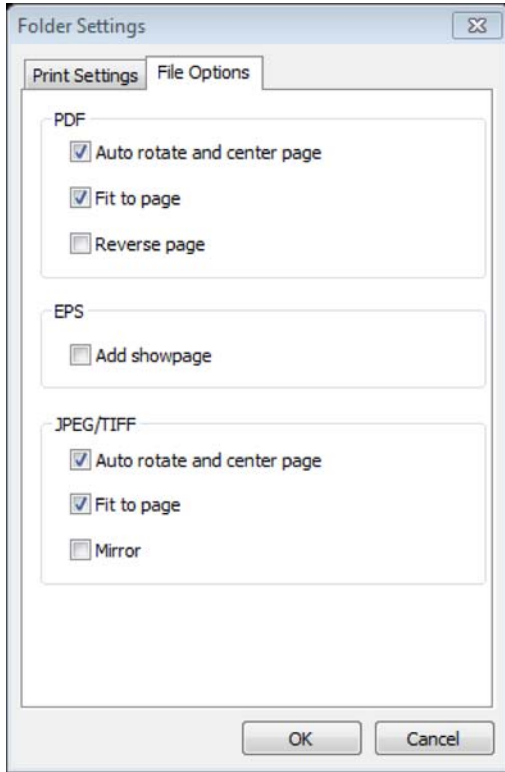 Folder Settings
Print Settings File Options
PDF
Auto rotate and center page
Fit to page
Reverse page
EPS
Add showpage
JPEG/TIFF
Auto rotate and center page
Fit to page
Mirror
OK Cancel